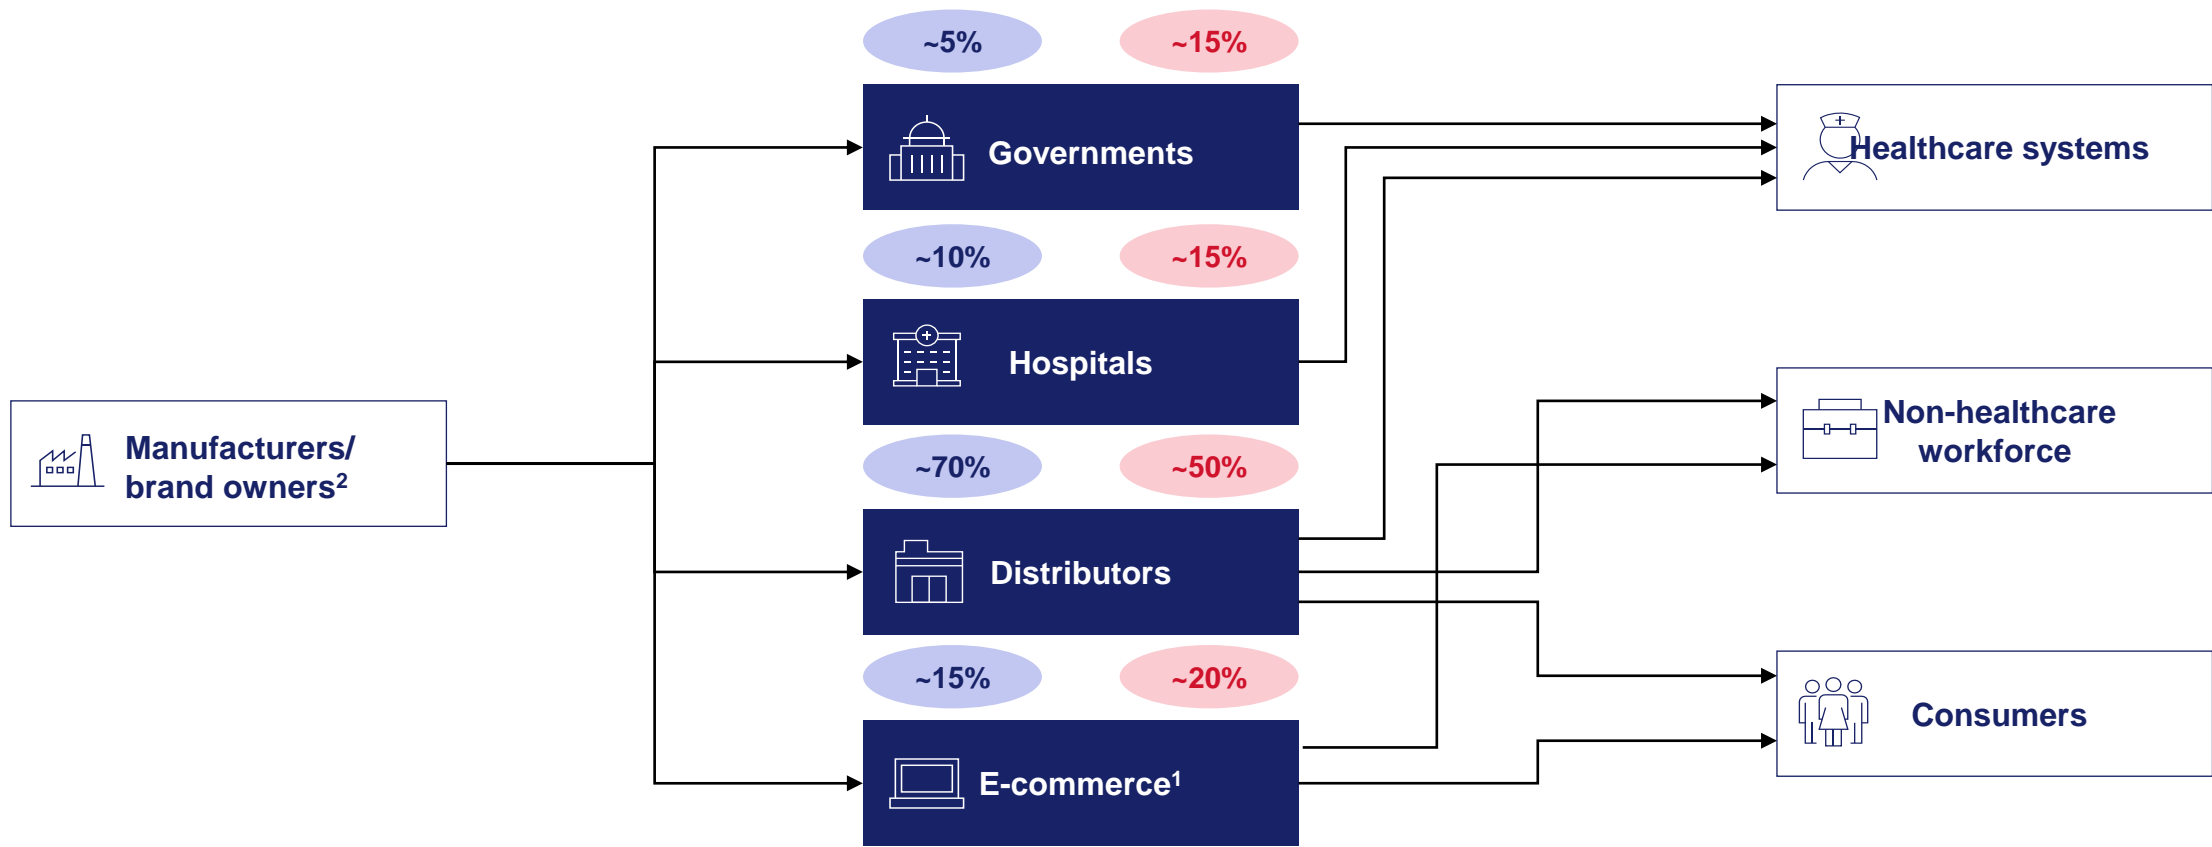 ~5%
~15%
Governments
Healthcare systems
~10%
~15%
Hospitals
Non-healthcare
workforce
Manufacturers/
brand owners²
~70%
~50%
Distributors
~15%
~20%
Consumers
E-commerce¹